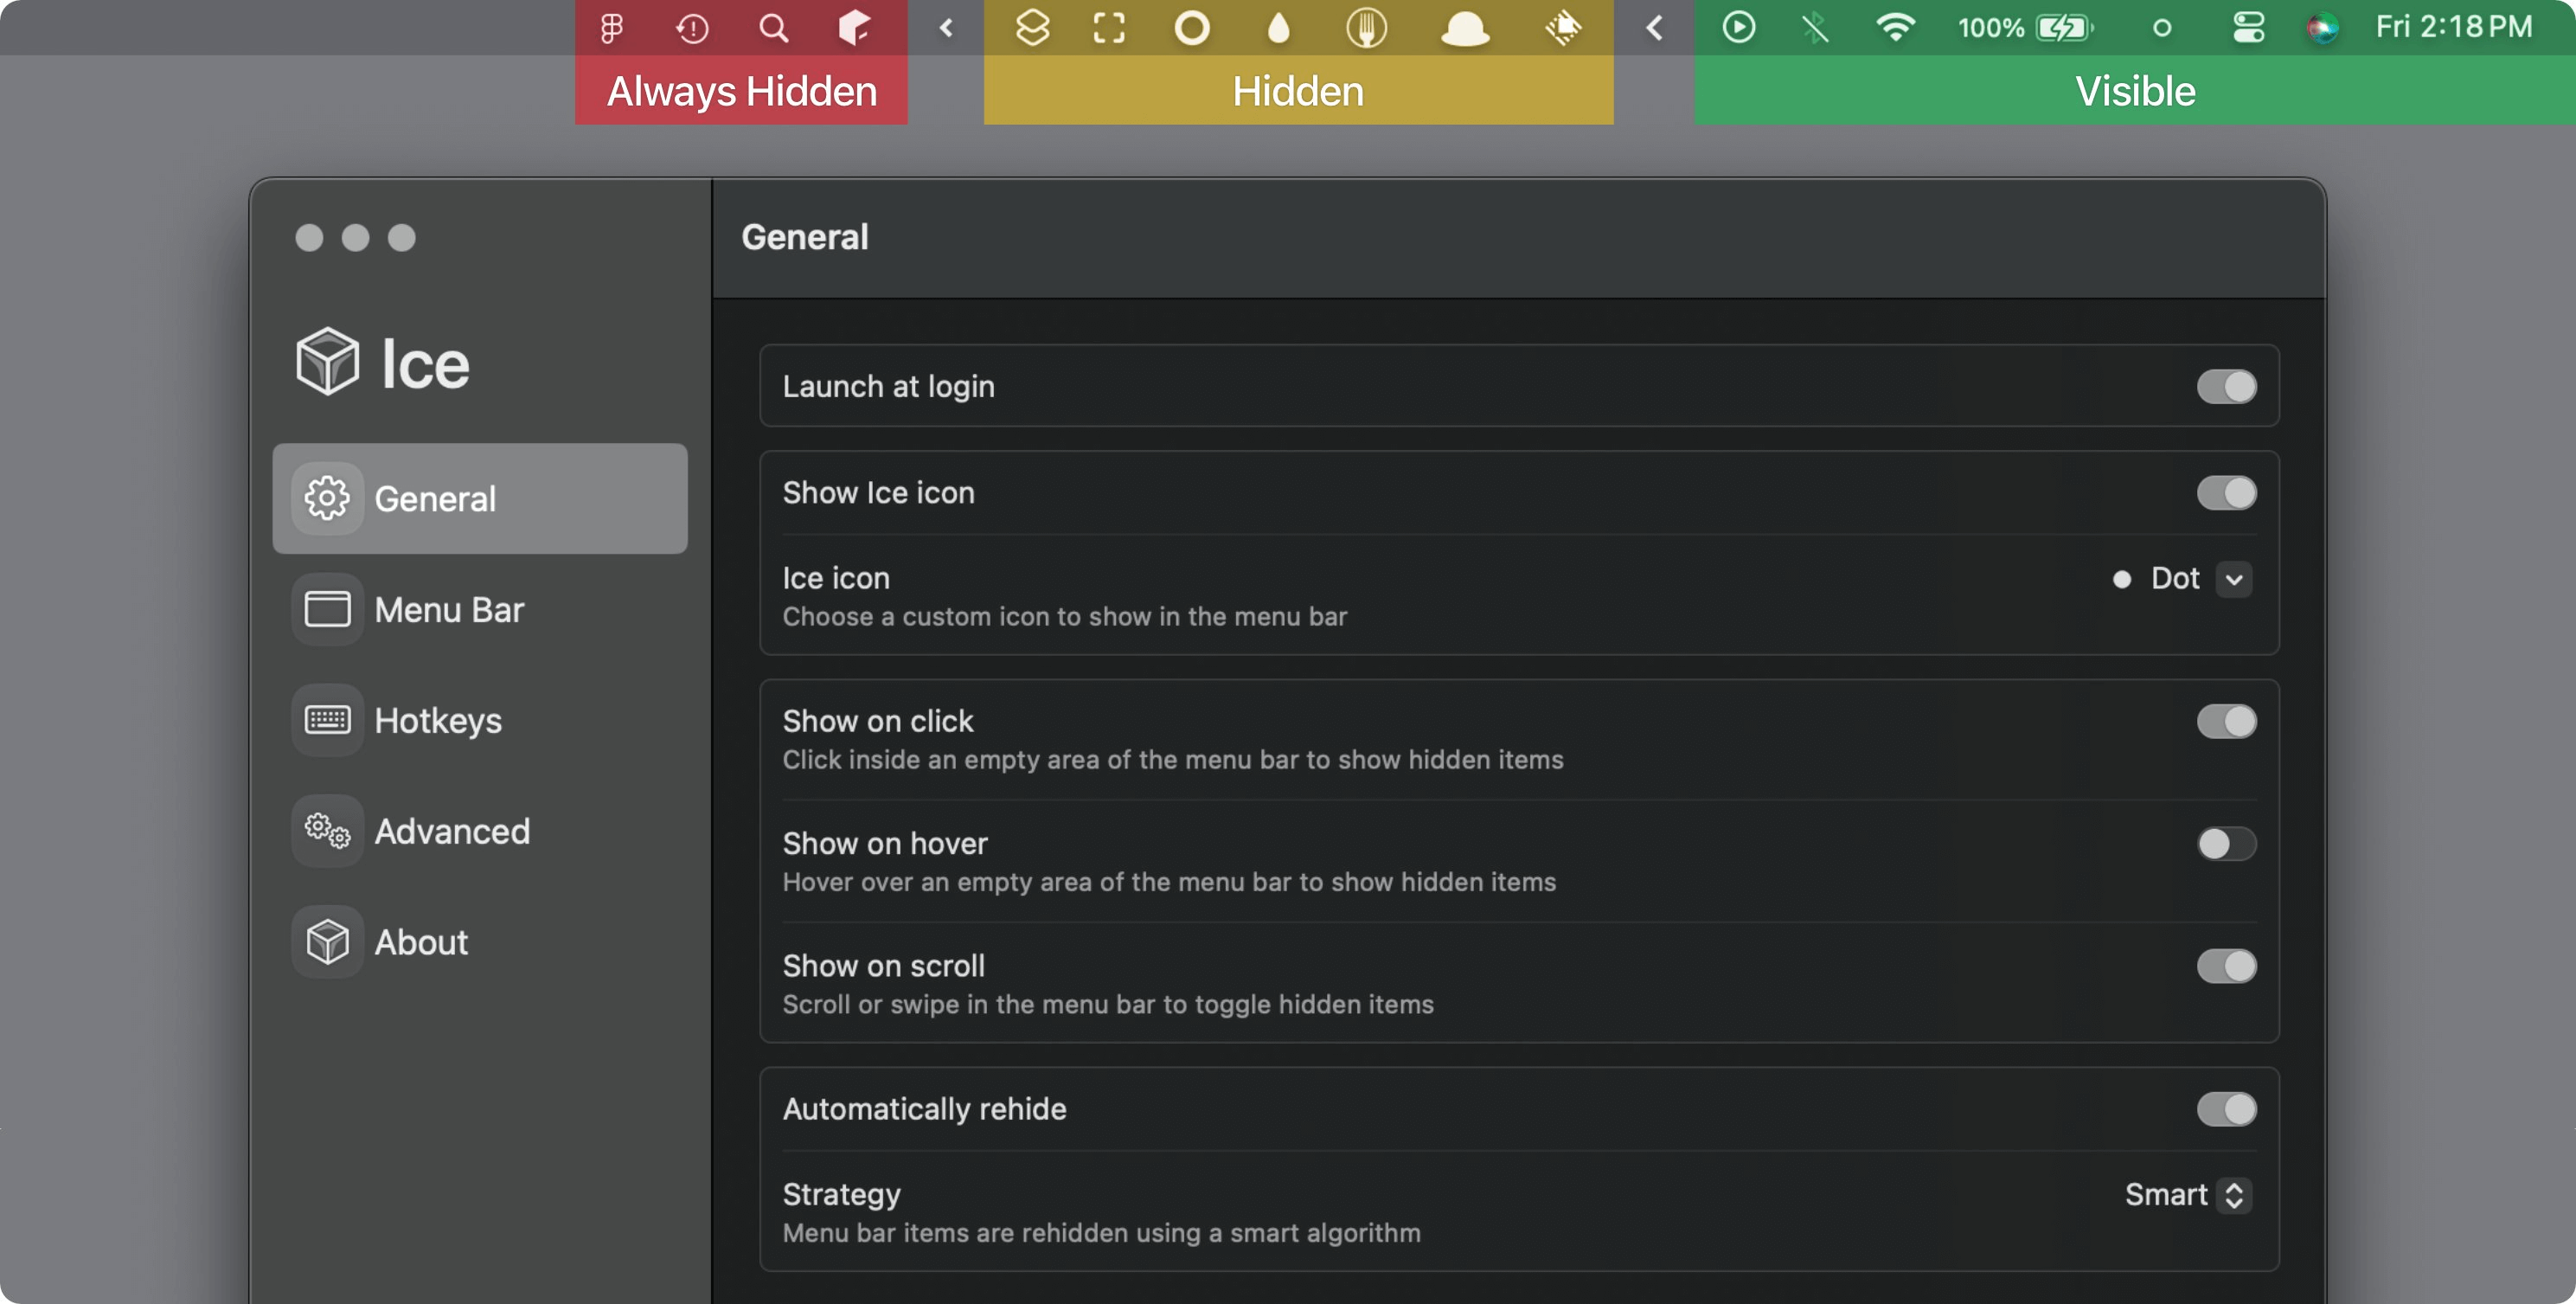 100% Fri 2:18 PM
Always Hidden
Hidden
Visible
General
Ice
General
Menu Bar
Hotkeys
Advanced
About
Launch at login
Show Ice icon
Ice icon
Dot
Choose a custom icon to show in the menu bar
Show on click
Click inside an empty area of the menu bar to show hidden items
Show on hover
Hover over an empty area of the menu bar to show hidden items
Show on scroll
Scroll or swipe in the menu bar to toggle hidden items
Automatically rehide
Strategy
Smart
Menu bar items are rehidden using a smart algorithm